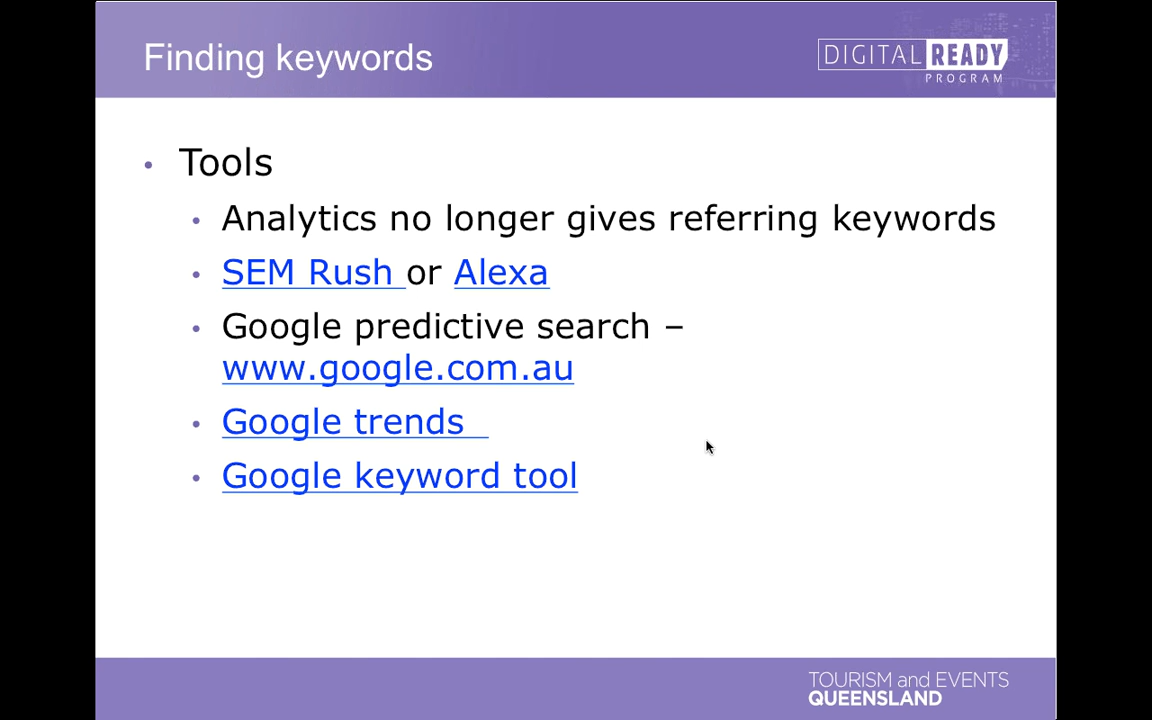 Finding keywords
DIGITAL READY
PROGRAM
• Tools
• Analytics no longer gives referring keywords
• SEM Rush or Alexa
• Google predictive search –
www.google.com.au
• Google trends
• Google keyword tool
TOURISM and EVENTS
QUEENSLAND